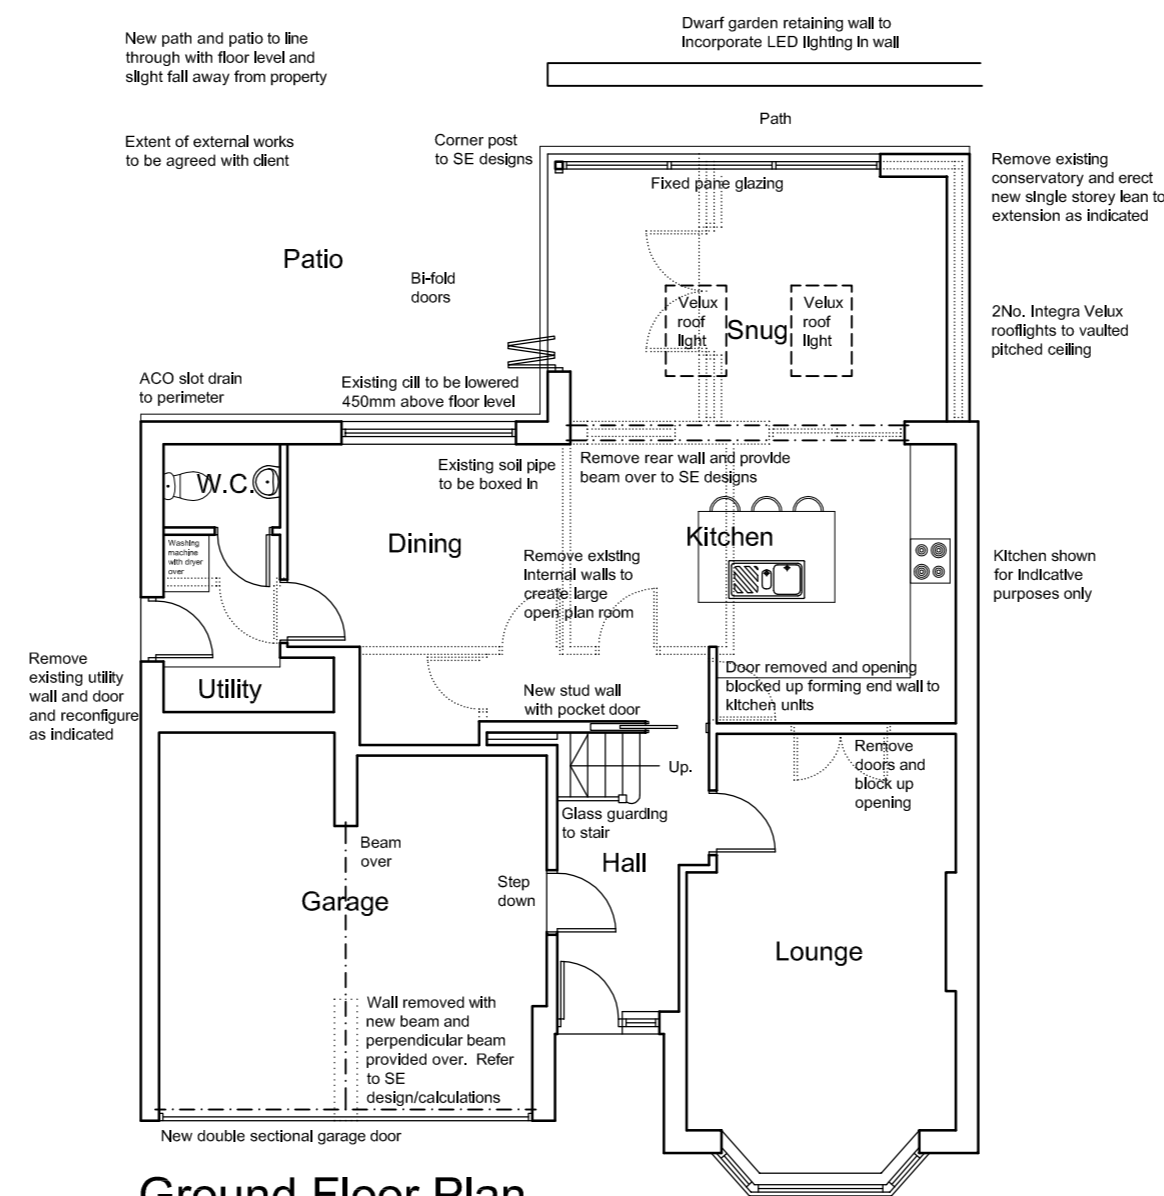 Dwarf garden retaining wall to
incorporate LED lighting in wall
New path and patio to line
through with floor level and
slight fall away from property
Path
Extent of external works
to be agreed with client
Corner post
to SE designs
Remove existing
conservatory and erect
new single storey lean to
extension as indicated
Fixed pane glazing
Patio
Bi-fold
doors
Velux
roof
light
Snug
Velux
roof
light
2No. Integra Velux
rooflights to vaulted
pitched ceiling
ACO slot drain
to perimeter
Existing cill to be lowered
450mm above floor level
Existing soil pipe
to be boxed in
Remove rear wall and provide
beam over to SE designs
W.C.
Dining
Kitchen
Washing
machine
with dryer
over
Remove existing
internal walls to
create large
open plan room
Kitchen shown
for indicative
purposes only
Remove
existing utility
wall and door
and reconfigure
as indicated
Utility
New stud wall
with pocket door
Door removed and opening
blocked up forming end wall to
kitchen units
Up.
Remove
doors and
block up
opening
Glass guarding
to stair
Beam
over
Hall
Garage
Step
down
Lounge
Wall removed with
new beam and
perpendicular beam
provided over. Refer
to SE
design/calculations
New double sectional garage door
Ground Floor Plan